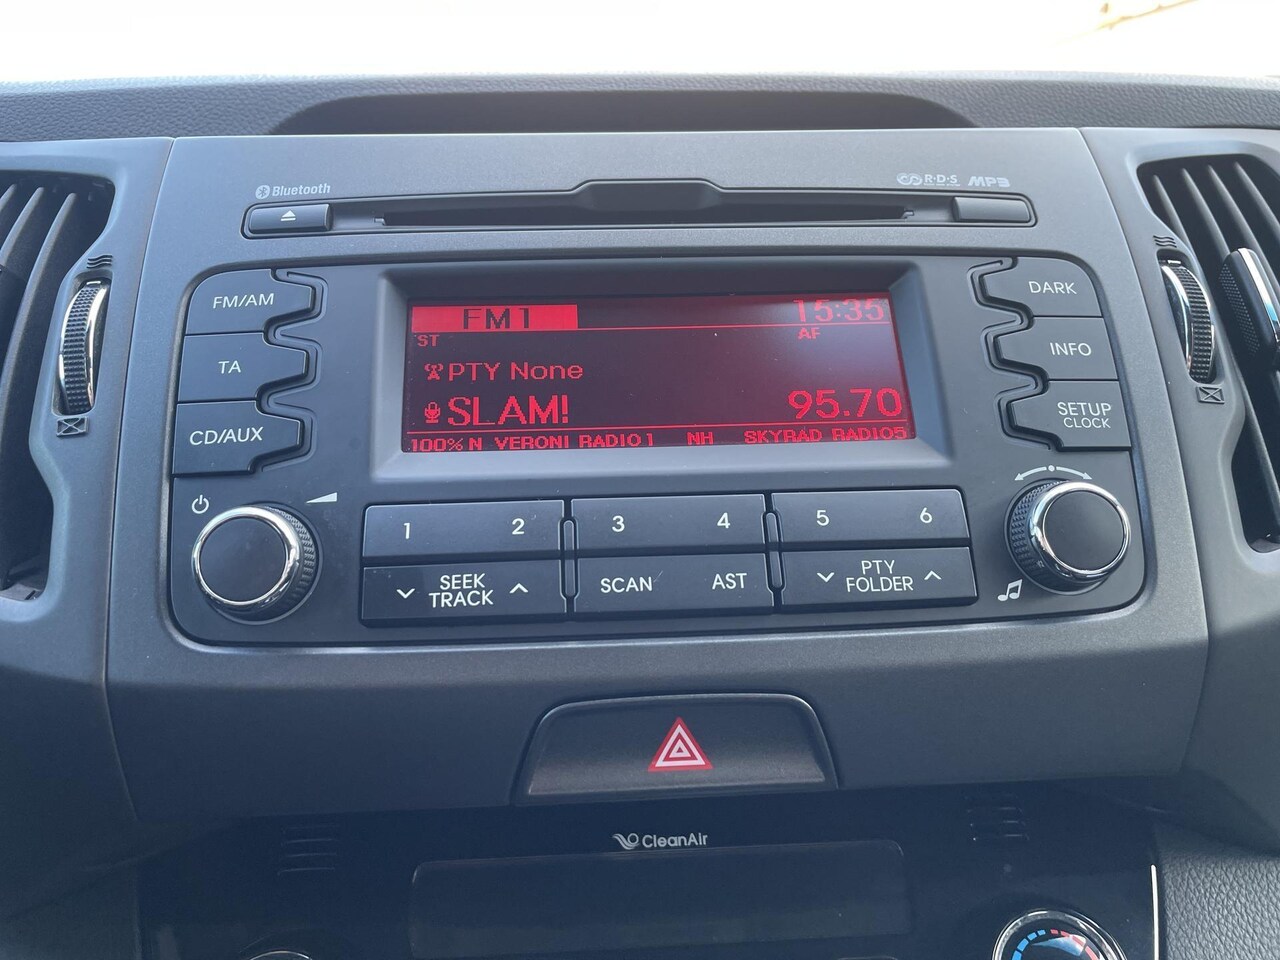 Bluetooth
R·D·S MP3
FM/AM
TA
CD/AUX
FM1 15:35
ST AF
PTY None
SLAM! 95.70
100% N VERONI RADIO1 NH SKYRAD RADIO5
DARK
INFO
SETUP
CLOCK
1 2 3 4 5 6
SEEK
TRACK
SCAN AST
PTY
FOLDER
CleanAir